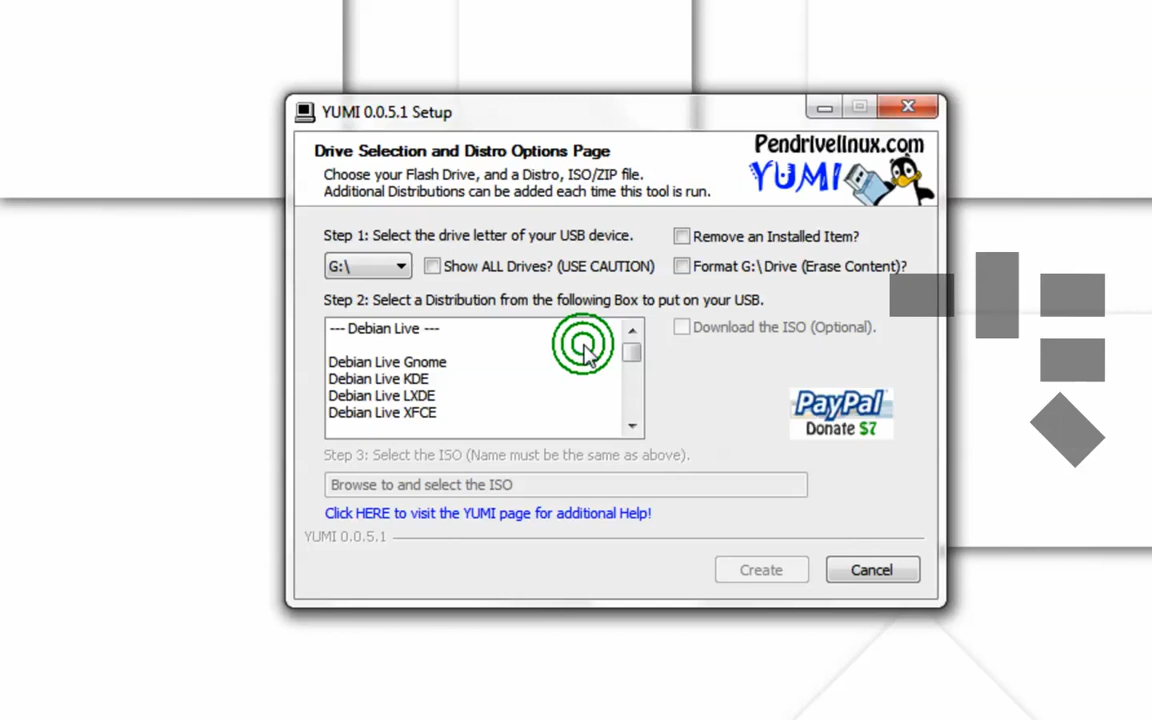 YUMI 0.0.5.1 Setup
Drive Selection and Distro Options Page
Choose your Flash Drive, and a Distro, ISO/ZIP file.
Additional Distributions can be added each time this tool is run.
Pendrivelinux.com
YUMI
Step 1: Select the drive letter of your USB device.
Remove an Installed Item?
G:\
Show ALL Drives? (USE CAUTION)
Format G:\Drive (Erase Content)?
Step 2: Select a Distribution from the following Box to put on your USB.
--- Debian Live ---
Download the ISO (Optional).
Debian Live Gnome
Debian Live KDE
Debian Live LXDE
Debian Live XFCE
PayPal
Donate $7
Step 3: Select the ISO (Name must be the same as above).
Browse to and select the ISO
Click HERE to visit the YUMI page for additional Help!
YUMI 0.0.5.1
Create
Cancel